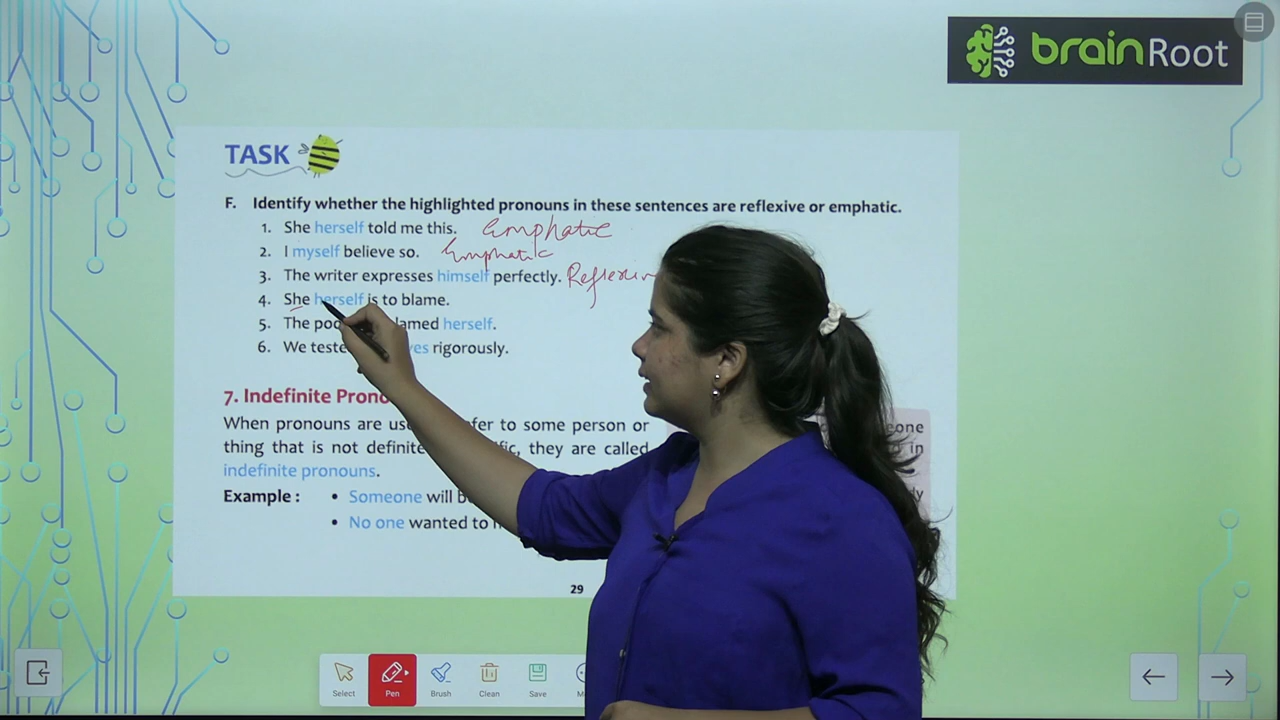 brainRoot
TASK
F. Identify whether the highlighted pronouns in these sentences are reflexive or emphatic.
1. She herself told me this. Emphatic
2. I myself believe so. Emphatic
3. The writer expresses himself perfectly. Reflexiv
4. She herself is to blame.
5. The poo lamed herself.
6. We teste ves rigorously.
7. Indefinite Prono
When pronouns are us fer to some person or
thing that is not definite fic, they are called
indefinite pronouns.
Example : • Someone will b
• No one wanted to
eone
in
dy
29
Select Pen Brush Clean Save M